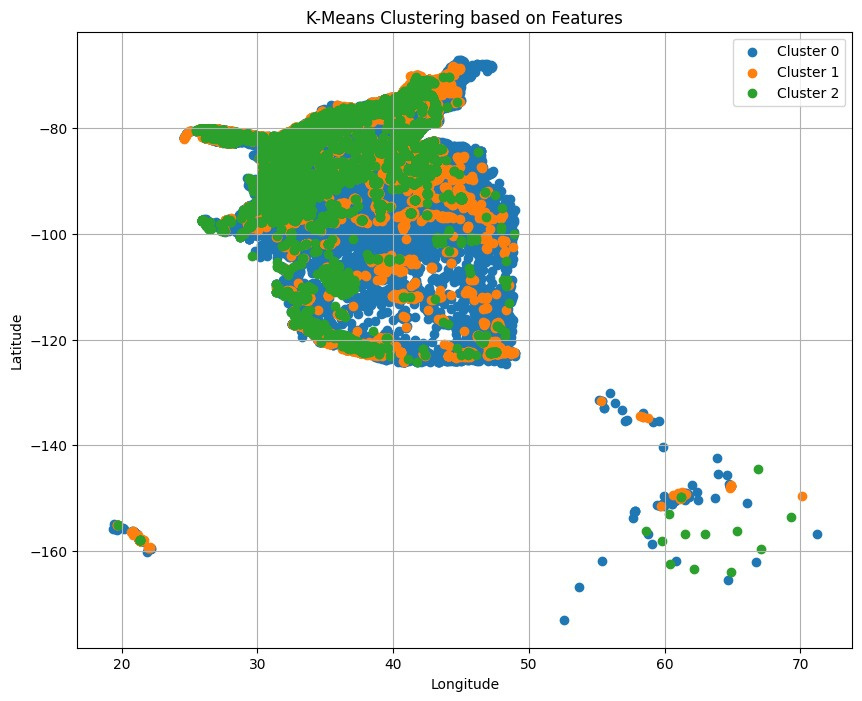 K-Means Clustering based on Features
Cluster 0
Cluster 1
Cluster 2
−80
−100
−120
−140
−160
Latitude
20
30
40
50
60
70
Longitude